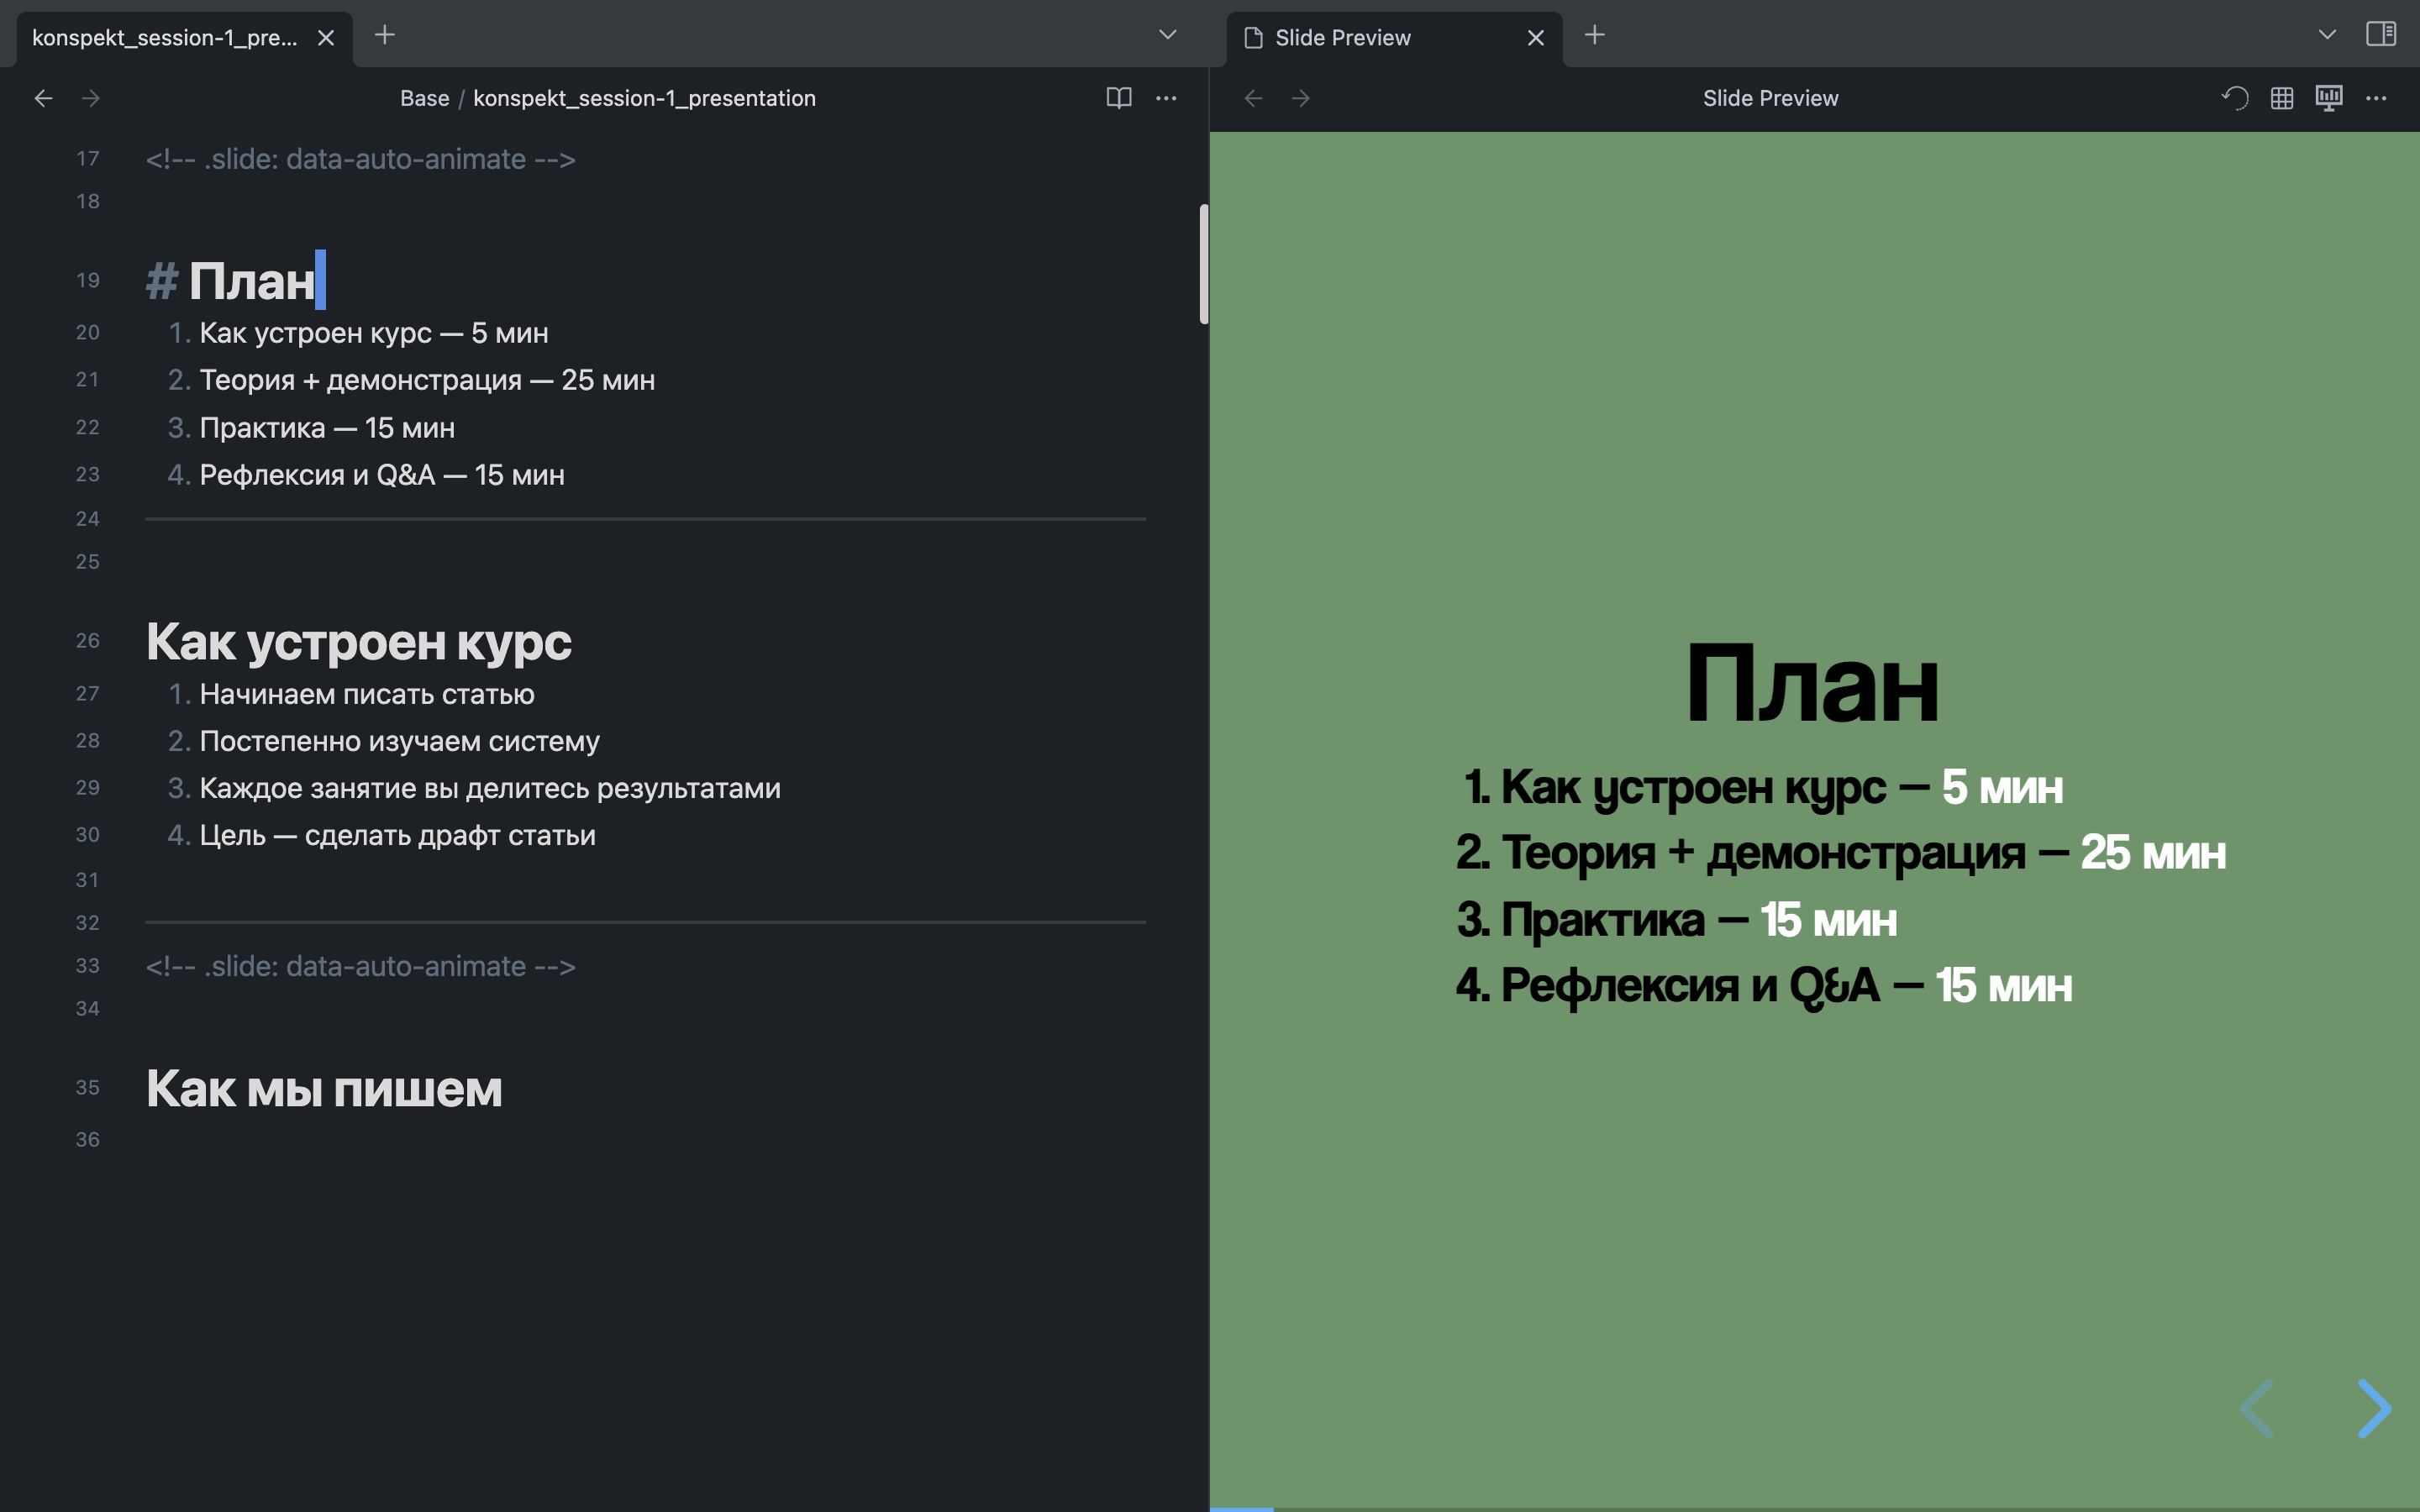 konspekt_session-1_pre...
Slide Preview
Base / konspekt_session-1_presentation
Slide Preview
17 <!-- .slide: data-auto-animate -->
18
19 # План
20 1. Как устроен курс — 5 мин
21 2. Теория + демонстрация — 25 мин
22 3. Практика — 15 мин
23 4. Рефлексия и Q&A — 15 мин
24
25
26 Как устроен курс
27 1. Начинаем писать статью
28 2. Постепенно изучаем систему
29 3. Каждое занятие вы делитесь результатами
30 4. Цель — сделать драфт статьи
31
32
33 <!-- .slide: data-auto-animate -->
34
35 Как мы пишем
36
План
1. Как устроен курс — 5 мин
2. Теория + демонстрация — 25 мин
3. Практика — 15 мин
4. Рефлексия и Q&A — 15 мин